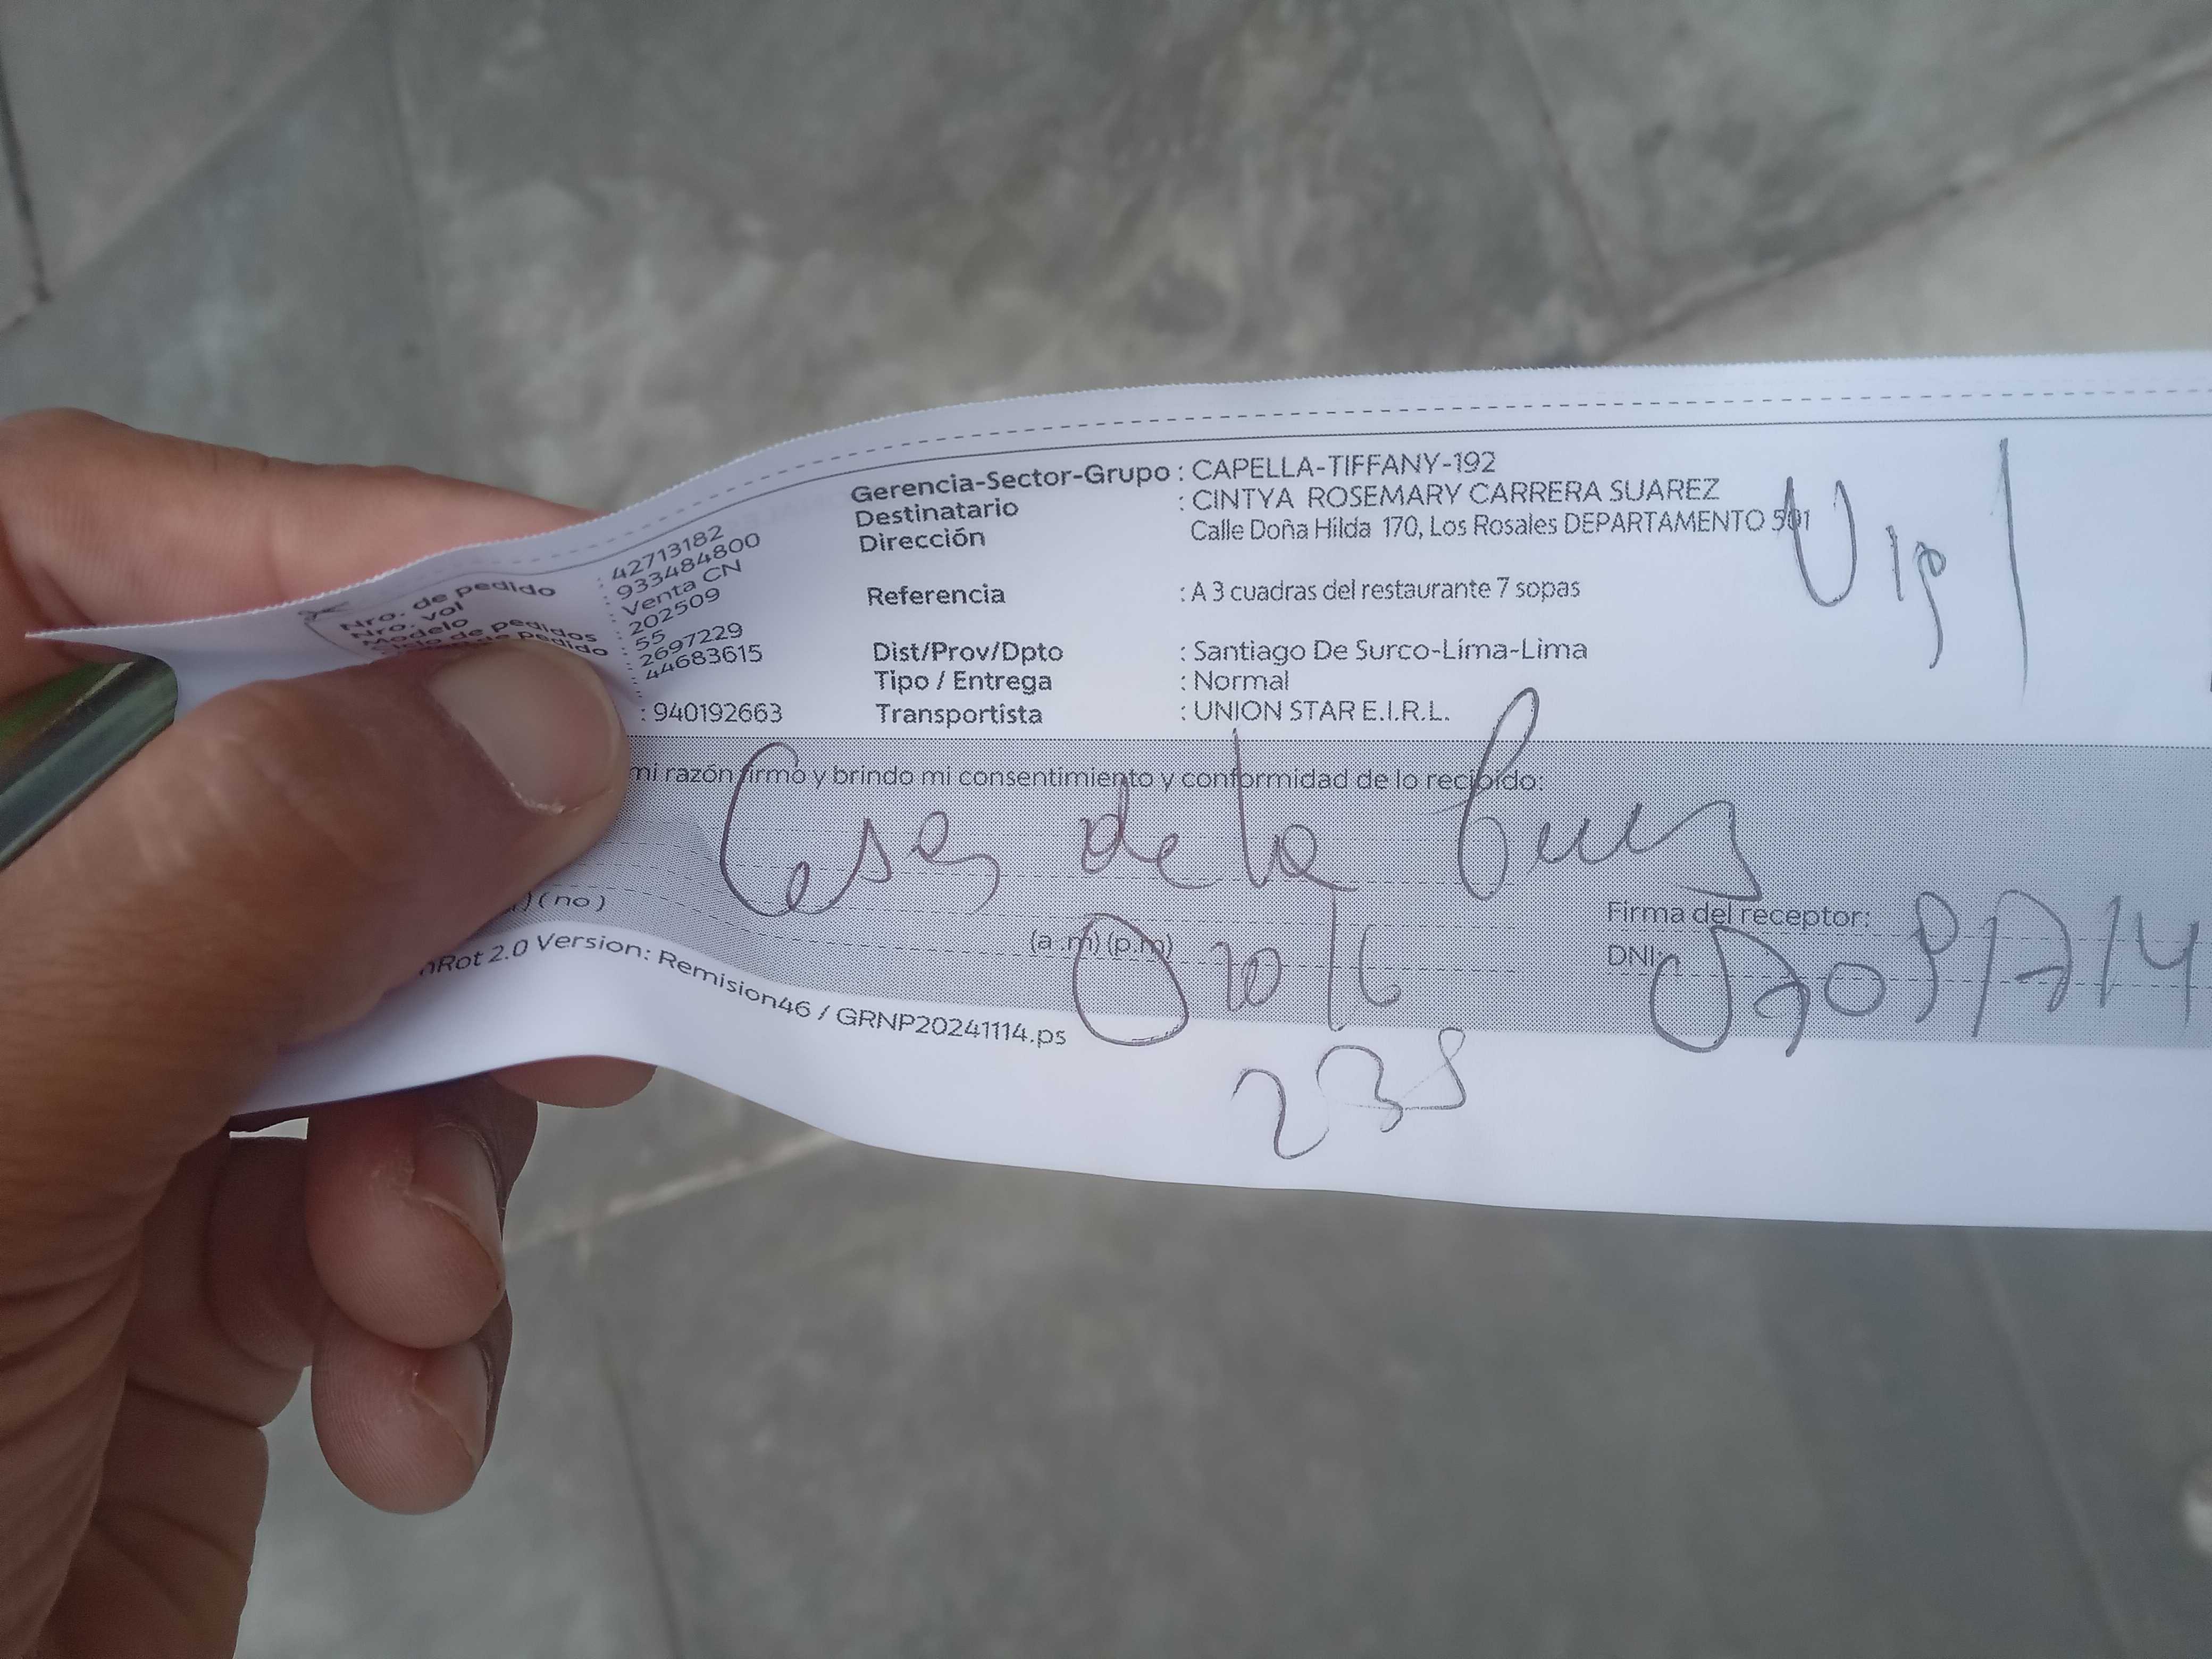 Nro. de pedido : 42713182
Nro. vol : 933484800
Modelo : Venta CN
: 202509
: 55
: 2697229
: 44683615
: 940192663
Gerencia-Sector-Grupo : CAPELLA-TIFFANY-192
Destinatario : CINTYA ROSEMARY CARRERA SUAREZ
Dirección Calle Doña Hilda 170, Los Rosales DEPARTAMENTO 501
Referencia : A 3 cuadras del restaurante 7 sopas
Dist/Prov/Dpto : Santiago De Surco-Lima-Lima
Tipo / Entrega : Normal
Transportista : UNION STAR E.I.R.L.
mi razón firmo y brindo mi consentimiento y conformidad de lo recibido:
de la
(no)
(a.m) (p.m)
Firma del receptor:
DNI:
2.0 Version: Remision46 / GRNP20241114.ps
238